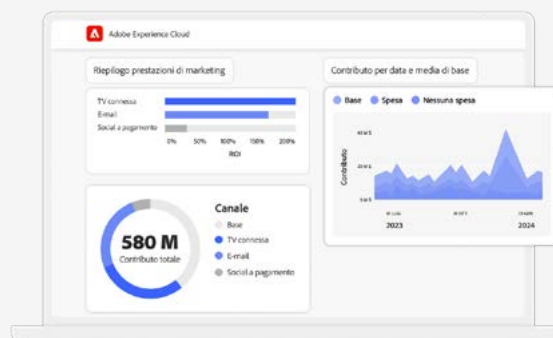 Adobe Experience Cloud
Riepilogo prestazioni di marketing
TV connessa
E-mail
Social a pagamento
0% 50% 100% 150% 200%
ROI
580 M
Contributo totale
Canale
Base
TV connessa
E-mail
Social a pagamento
Contributo per data e media di base
Base Spesa Nessuna spesa
Contributo
2023 2024